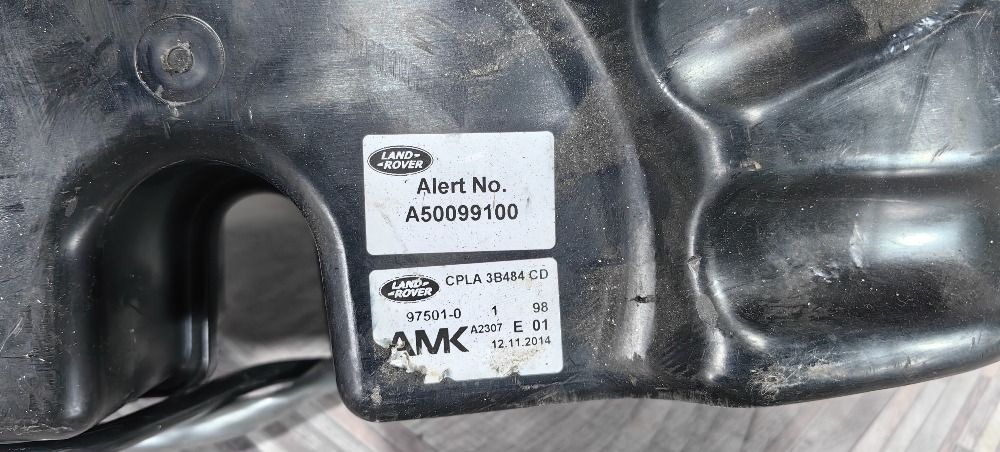 LAND-
-ROVER
Alert No.
A50099100
LAND-
-ROVER
CPLA 3B484 CD
97501-0 1 98
AMK A2307 E 01
12.11.2014